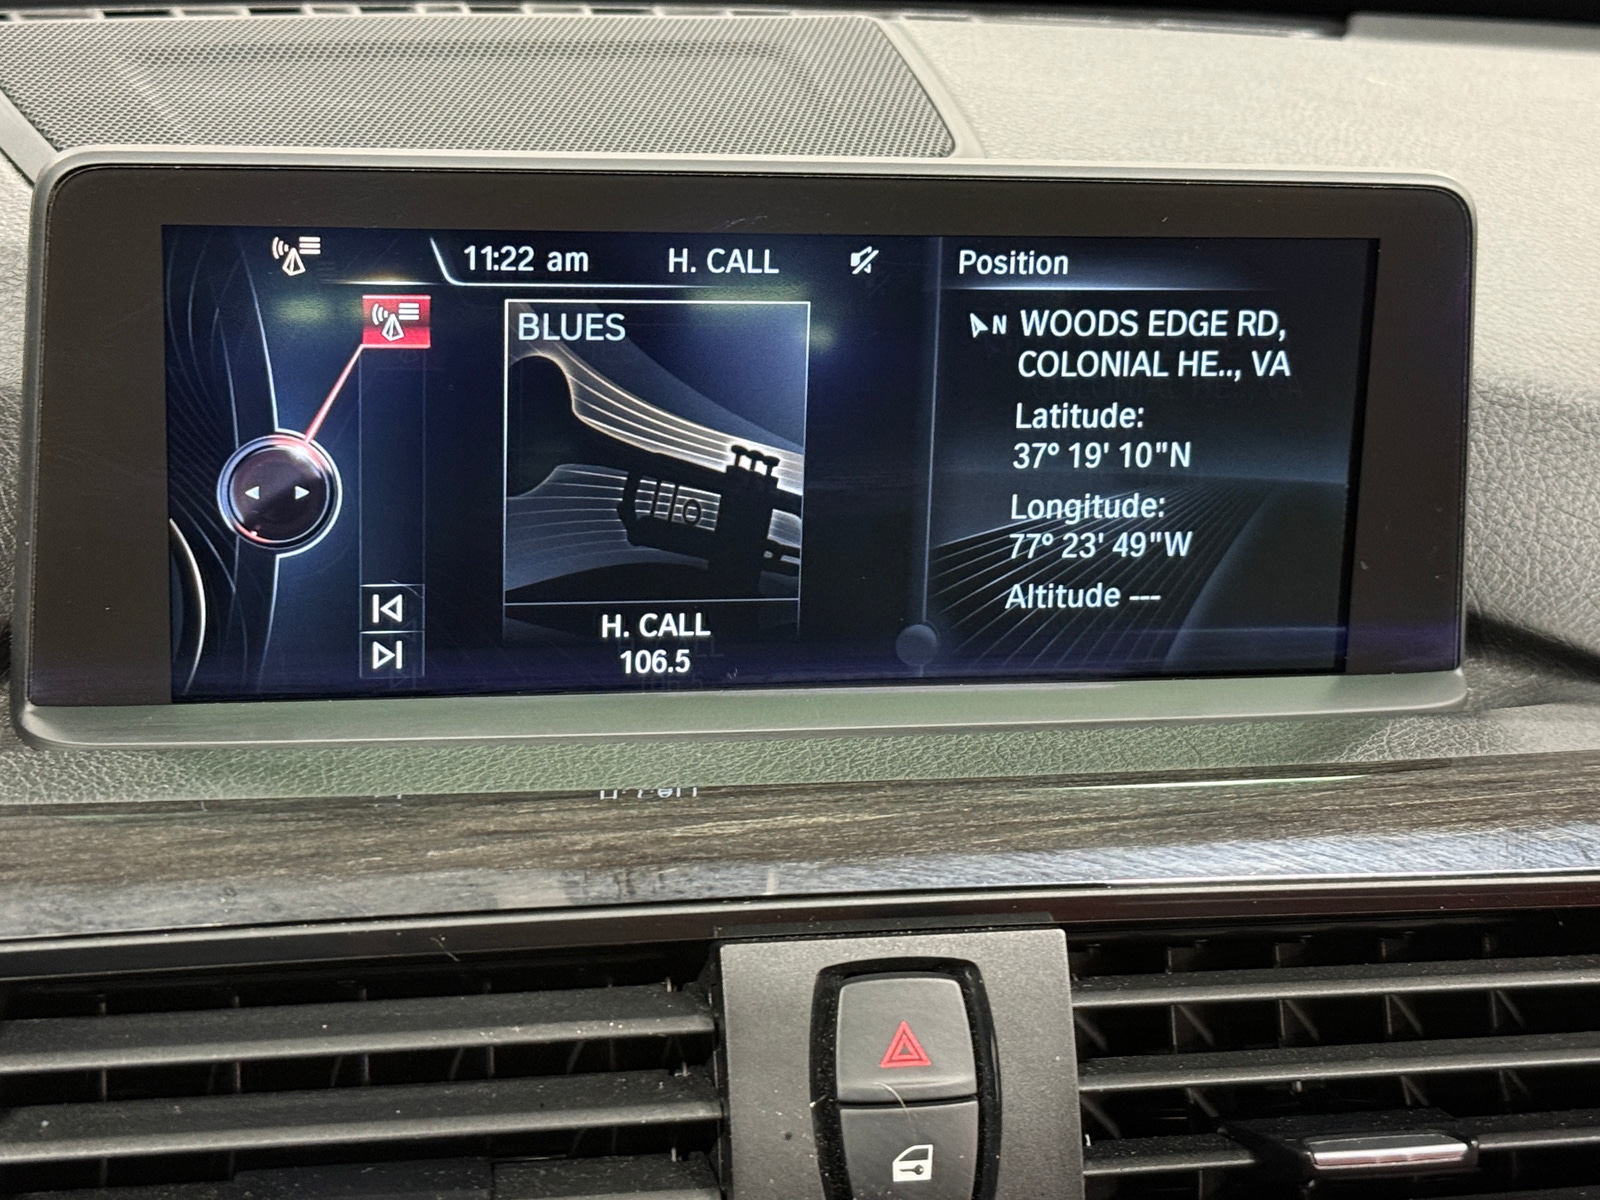 11:22 am H. CALL
BLUES
H. CALL
106.5
Position
N WOODS EDGE RD,
COLONIAL HE.., VA
Latitude:
37° 19' 10"N
Longitude:
77° 23' 49"W
Altitude ---